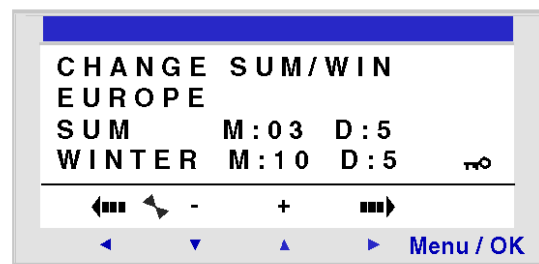 CHANGE SUM/WIN
EUROPE
SUM M:03 D:5
WINTER M:10 D:5
- +
Menu / OK